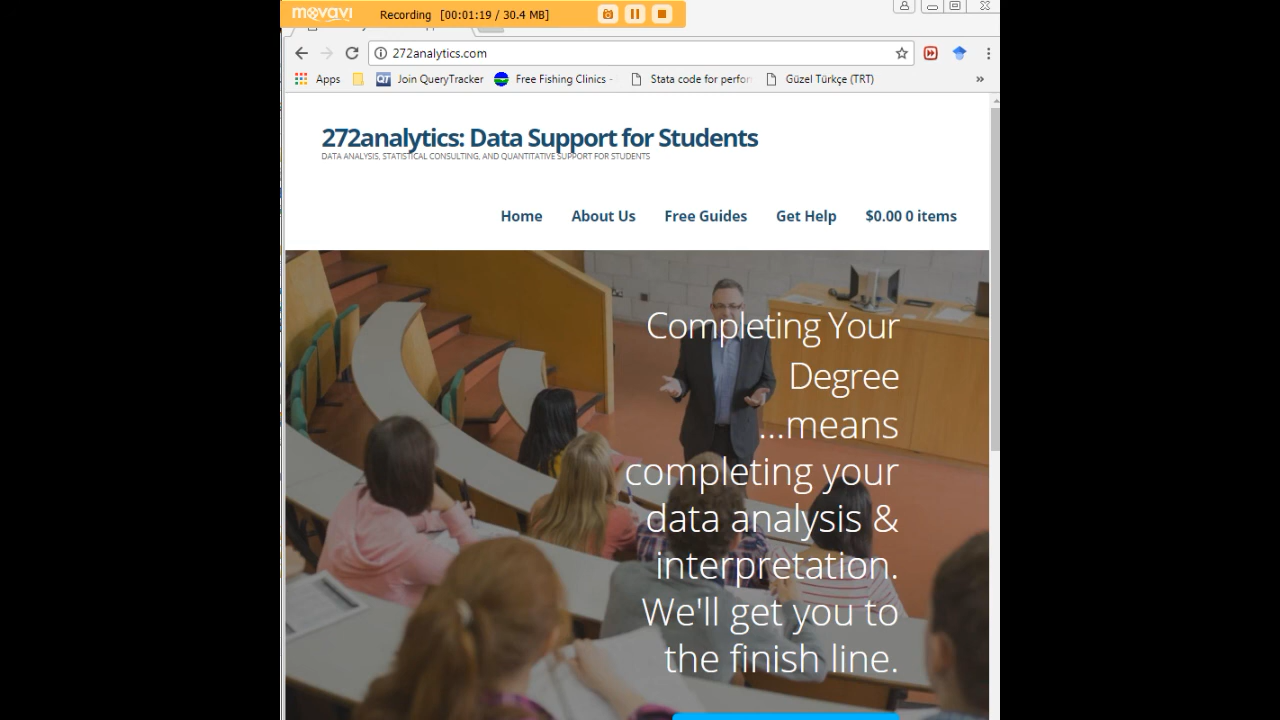 movavi Recording [00:01:19 / 30.4 MB]
272analytics.com
Apps QT Join QueryTracker Free Fishing Clinics - Stata code for perfor Güzel Türkçe (TRT) »
272analytics: Data Support for Students
DATA ANALYSIS, STATISTICAL CONSULTING, AND QUANTITATIVE SUPPORT FOR STUDENTS
Home About Us Free Guides Get Help $0.00 0 items
Completing Your
Degree
...means
completing your
data analysis &
interpretation.
We'll get you to
the finish line.